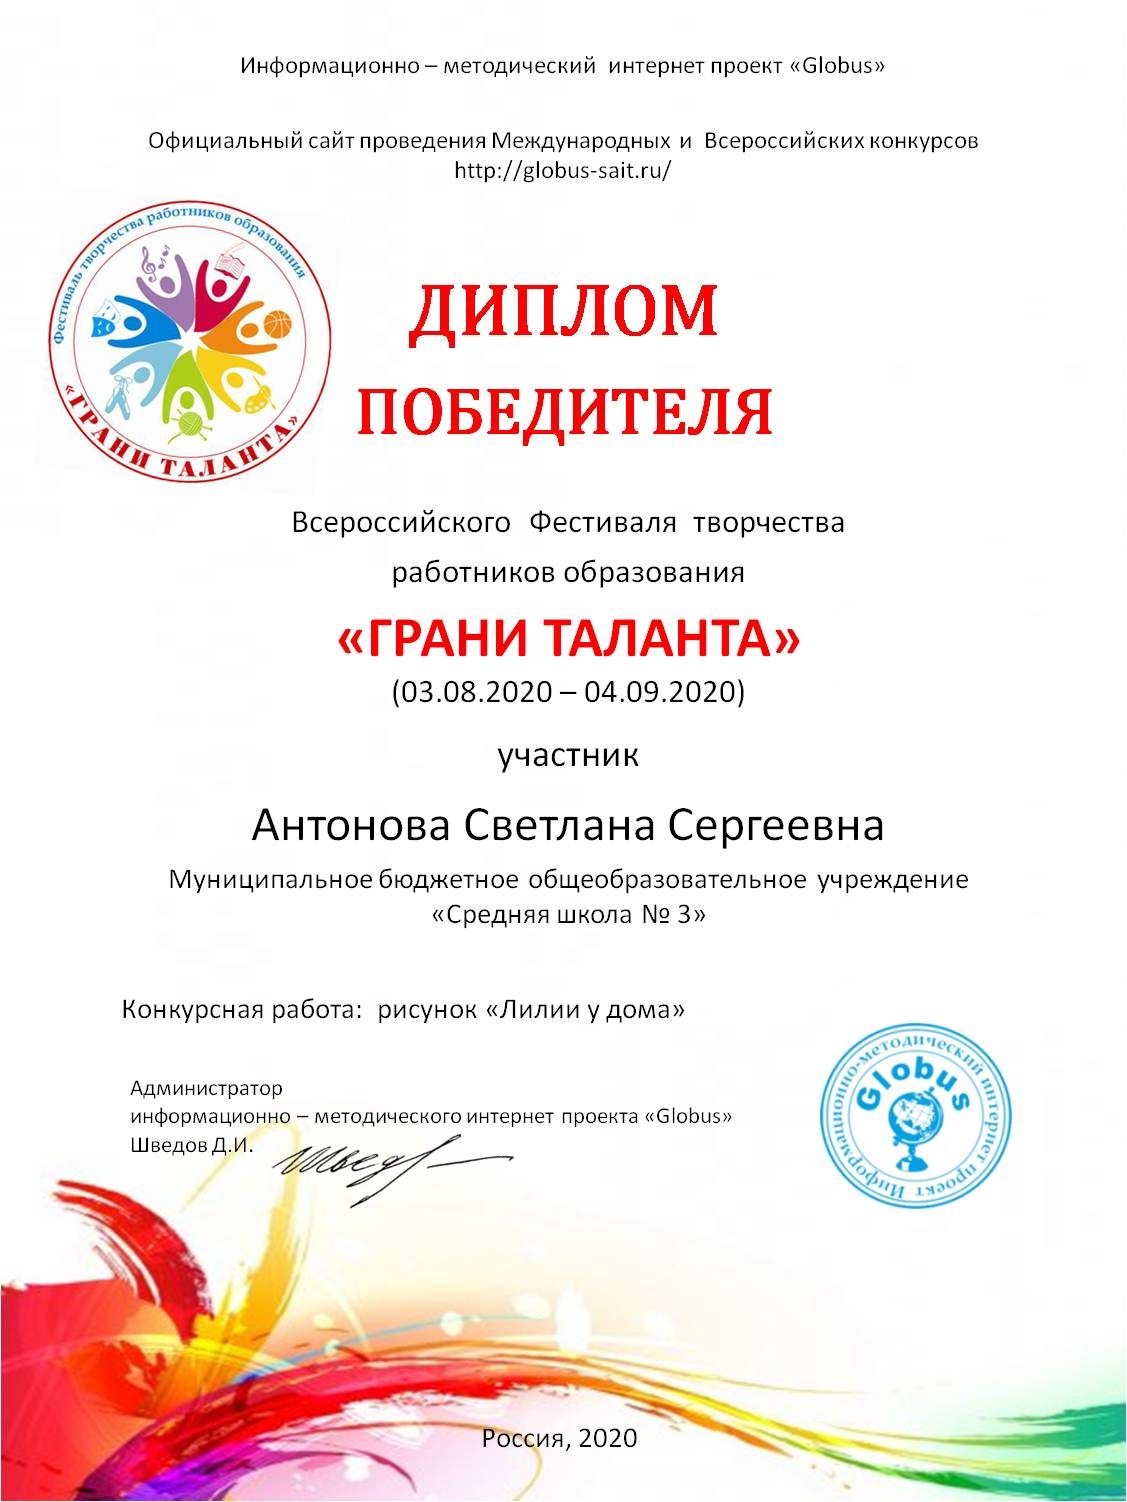 Информационно – методический интернет проект «Globus»
Официальный сайт проведения Международных и Всероссийских конкурсов
http://globus-sait.ru/
Фестиваль творчества работников образования
«ГРАНИ ТАЛАНТА»
ДИПЛОМ
ПОБЕДИТЕЛЯ
Всероссийского Фестиваля творчества
работников образования
«ГРАНИ ТАЛАНТА»
(03.08.2020 – 04.09.2020)
участник
Антонова Светлана Сергеевна
Муниципальное бюджетное общеобразовательное учреждение
«Средняя школа № 3»
Конкурсная работа: рисунок «Лилии у дома»
Администратор
информационно – методического интернет проекта «Globus»
Шведов Д.И.
Шведов
Информационно-методический интернет проект
Globus
Россия, 2020